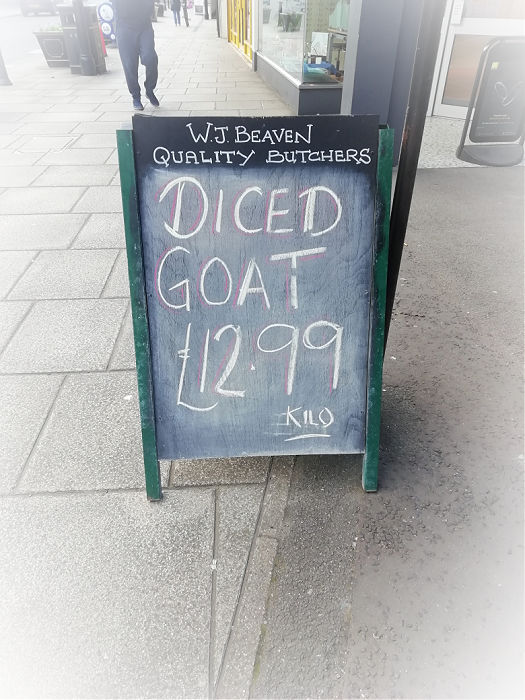 W.J. BEAVEN
QUALITY BUTCHERS
DICED
GOAT
£12.99
KILO